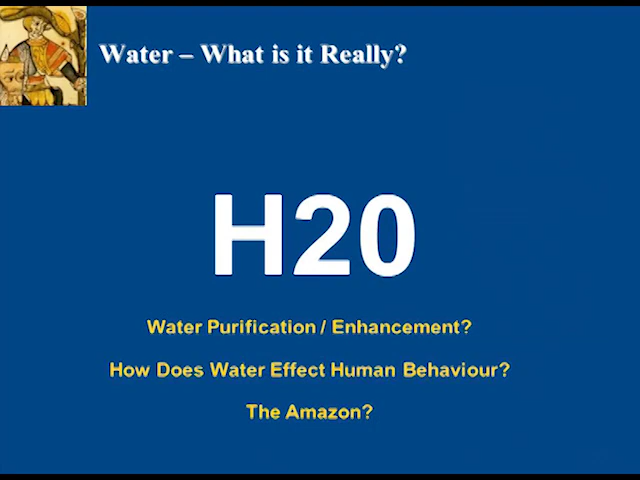 Water – What is it Really?
H20
Water Purification / Enhancement?
How Does Water Effect Human Behaviour?
The Amazon?